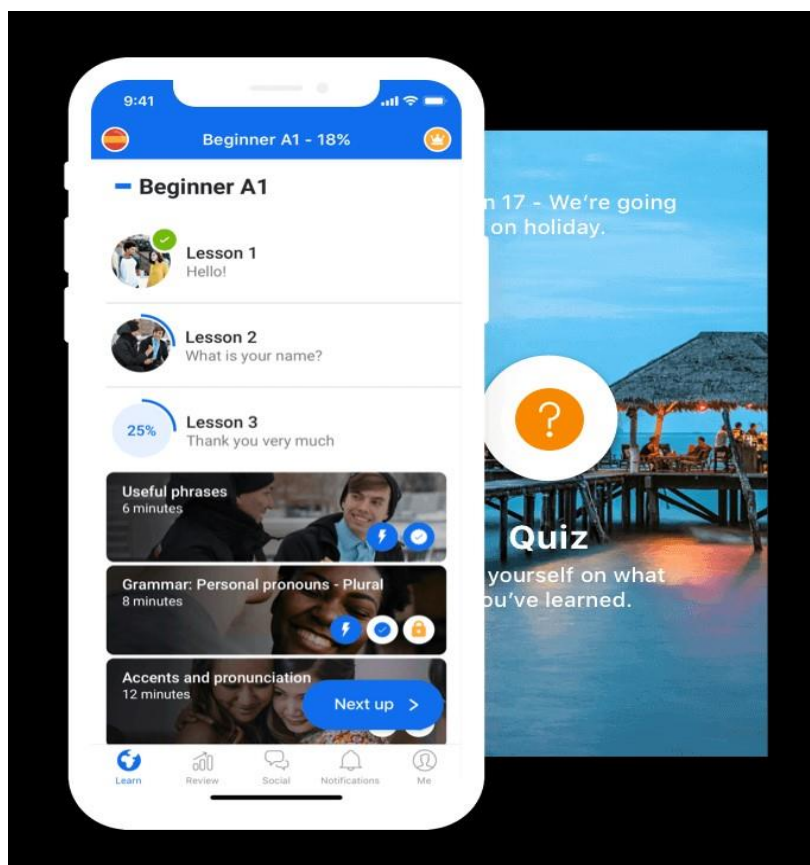 9:41
Beginner A1 - 18%
Beginner A1
Lesson 1
Hello!
Lesson 2
What is your name?
25%
Lesson 3
Thank you very much
Useful phrases
6 minutes
Grammar: Personal pronouns - Plural
8 minutes
Accents and pronunciation
12 minutes
Next up >
Learn
Review
Social
Notifications
Me
17 - We're going
on holiday.
?
Quiz
yourself on what
you've learned.